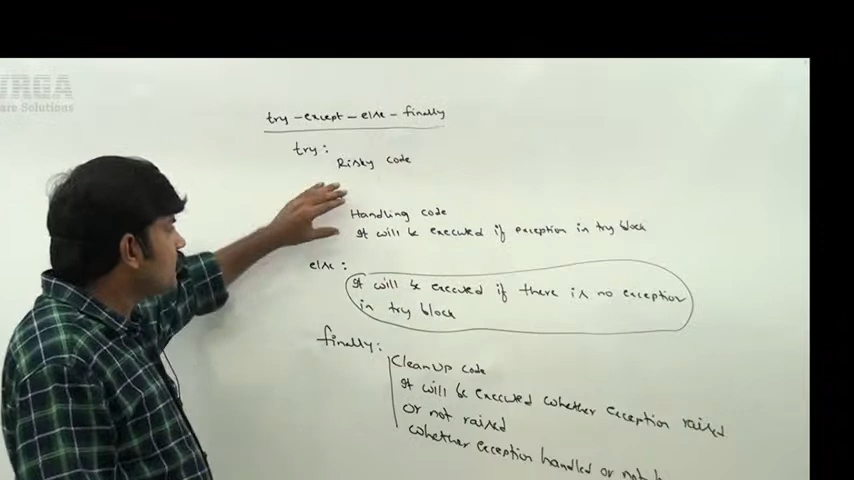 are Solutions
try - except - else - finally
try:
Risky code
Handling code
It will be executed if exception in try block
else:
It will be executed if there is no exception
in try block
finally:
CleanUp code
It will be executed whether exception raised
or not raised
whether exception handled or not